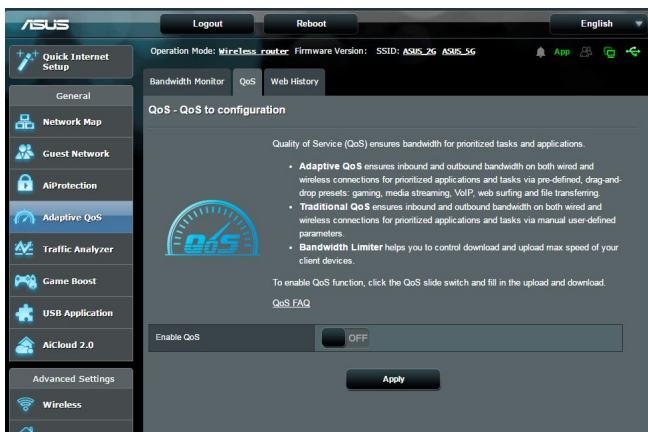 ASUS
Logout
Reboot
English
Quick Internet
Setup
Operation Mode: Wireless router Firmware Version: SSID: ASUS_2G ASUS_5G
App
Bandwidth Monitor
QoS
Web History
General
Network Map
Guest Network
AiProtection
Adaptive QoS
Traffic Analyzer
Game Boost
USB Application
AiCloud 2.0
Advanced Settings
Wireless
QoS - QoS to configuration
QoS
Quality of Service (QoS) ensures bandwidth for prioritized tasks and applications.
• Adaptive QoS ensures inbound and outbound bandwidth on both wired and
wireless connections for prioritized applications and tasks via pre-defined, drag-and-
drop presets: gaming, media streaming, VoIP, web surfing and file transferring.
• Traditional QoS ensures inbound and outbound bandwidth on both wired and
wireless connections for prioritized applications and tasks via manual user-defined
parameters.
• Bandwidth Limiter helps you to control download and upload max speed of your
client devices.
To enable QoS function, click the QoS slide switch and fill in the upload and download.
QoS FAQ
Enable QoS
OFF
Apply